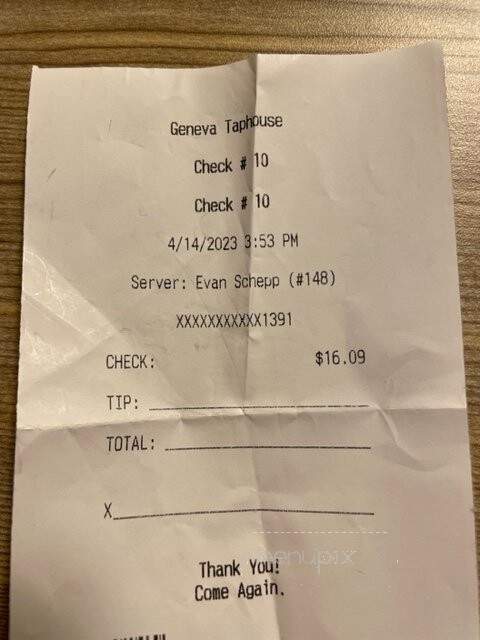 Geneva Taphouse
Check # 10
Check # 10
4/14/2023 3:53 PM
Server: Evan Schepp (#148)
XXXXXXXXXXX1391
CHECK: $16.09
TIP:
TOTAL:
X
menupix
Thank You!
Come Again.